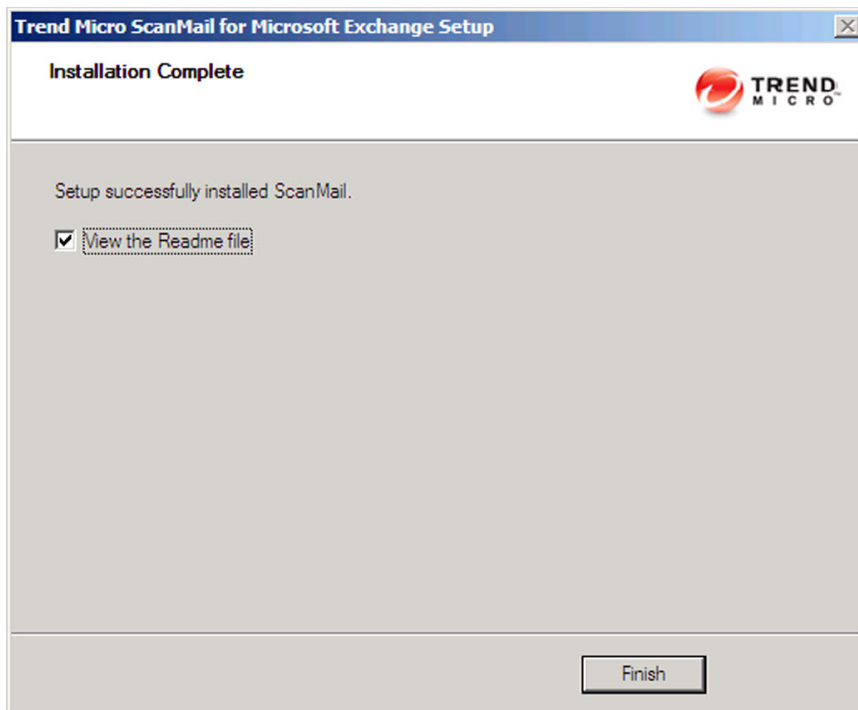 Trend Micro ScanMail for Microsoft Exchange Setup
Installation Complete
TREND
MICRO™
Setup successfully installed ScanMail.
View the Readme file
Finish